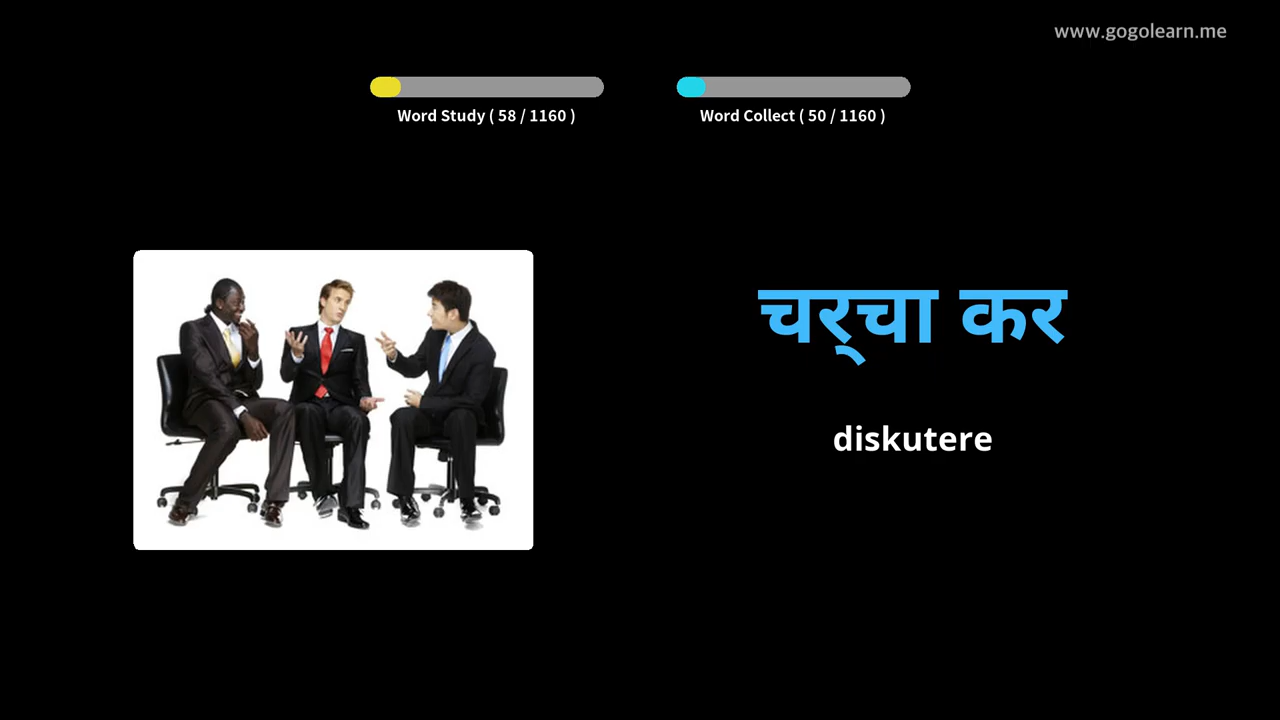 www.gogolearn.me
Word Study ( 58 / 1160 )
Word Collect ( 50 / 1160 )
चर्‌चा कर
diskutere